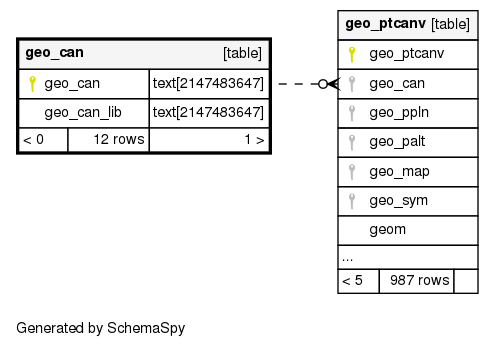 geo_can [table]
geo_can text[2147483647]
geo_can_lib text[2147483647]
< 0 12 rows 1 >
geo_ptcanv [table]
geo_ptcanv
geo_can
geo_ppln
geo_palt
geo_map
geo_sym
geom
...
< 5 987 rows
Generated by SchemaSpy